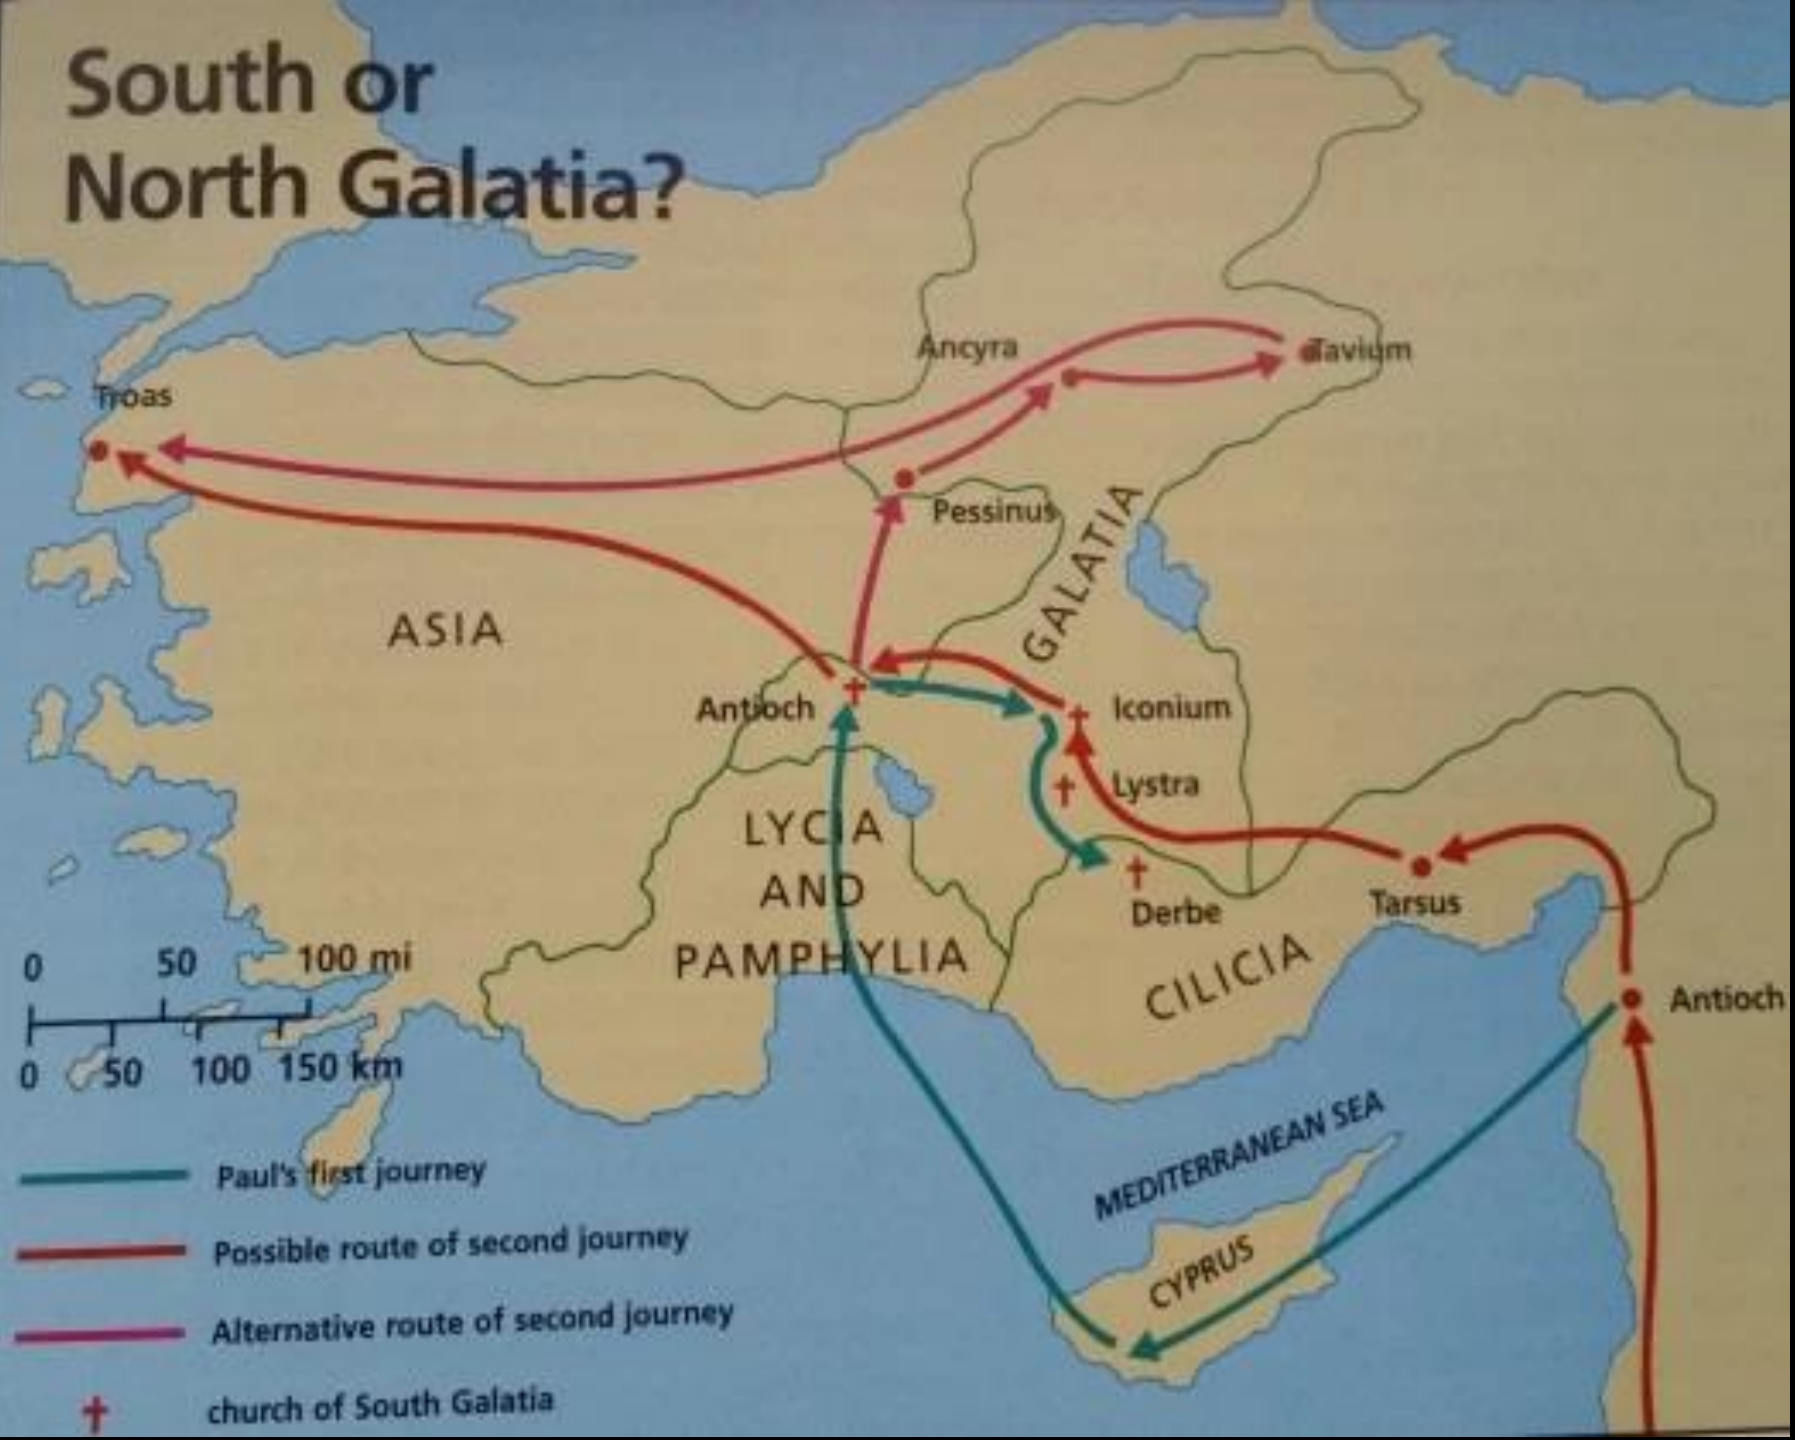 South or
North Galatia?
Ancyra
Tavium
Troas
Pessinus
GALATIA
ASIA
Antioch
Iconium
Lystra
LYCIA
AND
PAMPHYLIA
Derbe
Tarsus
CILICIA
Antioch
0 50 100 mi
0 50 100 150 km
MEDITERRANEAN SEA
CYPRUS
Paul's first journey
Possible route of second journey
Alternative route of second journey
church of South Galatia